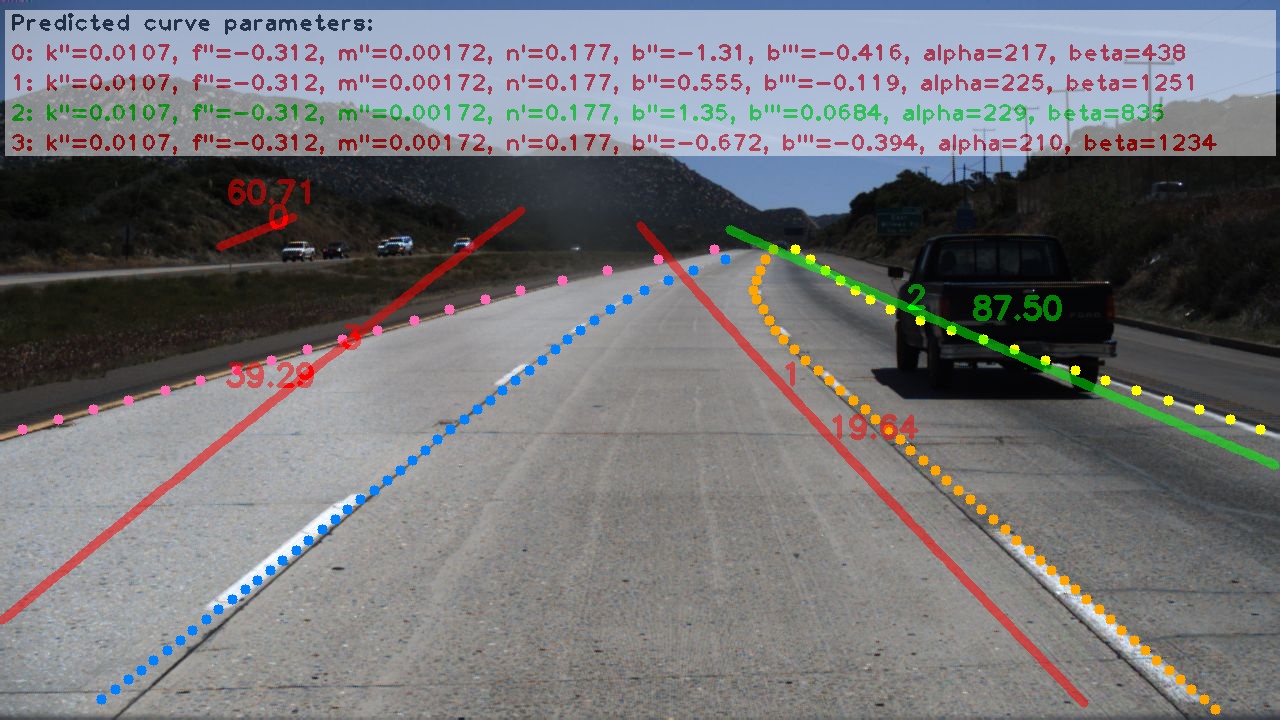 Predicted curve parameters:
0: k''=0.0107, f''=-0.312, m''=0.00172, n'=0.177, b''=-1.31, b'''=-0.416, alpha=217, beta=438
1: k''=0.0107, f''=-0.312, m''=0.00172, n'=0.177, b''=0.555, b'''=-0.119, alpha=225, beta=1251
2: k''=0.0107, f''=-0.312, m''=0.00172, n'=0.177, b''=1.35, b'''=0.0684, alpha=229, beta=835
3: k''=0.0107, f''=-0.312, m''=0.00172, n'=0.177, b''=-0.672, b'''=-0.394, alpha=210, beta=1234
60.71
0
2
87.50
FORD
3
39.29
1
19.64